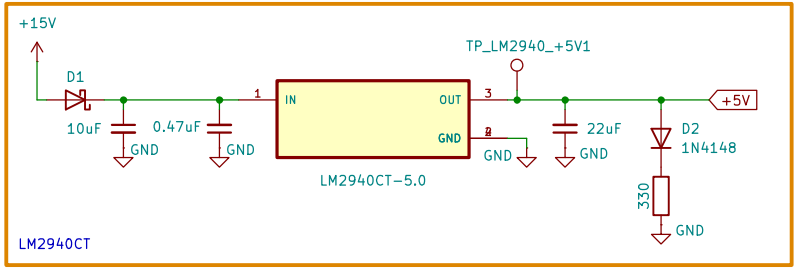 +15V
TP_LM2940_+5V1
D1
1
IN
OUT
3
+5V
10uF
0.47uF
GND
22uF
D2
GND
GND
GND
GND
1N4148
LM2940CT-5.0
330
GND
LM2940CT